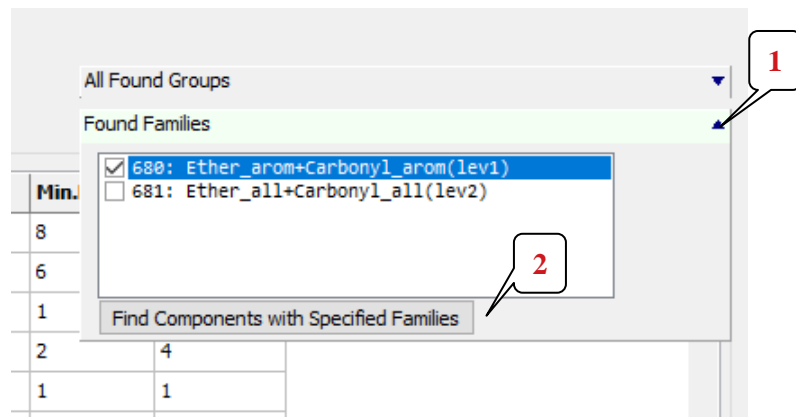 All Found Groups
1
Found Families
680: Ether_arom+Carbonyl_arom(lev1)
Min.
681: Ether_all+Carbonyl_all(lev2)
8
6
2
1
Find Components with Specified Families
2 4
1 1